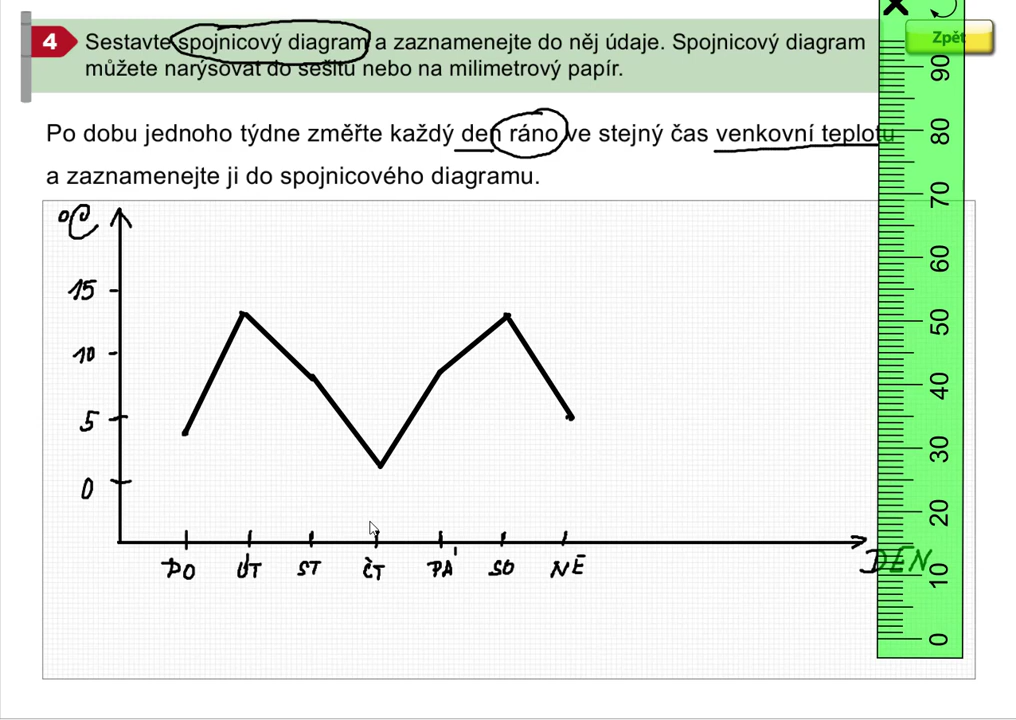 4 Sestavte spojnicový diagram a zaznamenejte do něj údaje. Spojnicový diagram
můžete narýsovat do sešitu nebo na milimetrový papír.
Zpět
Po dobu jednoho týdne změřte každý den ráno ve stejný čas venkovní teplotu
a zaznamenejte ji do spojnicového diagramu.
°C
15
10
5
0
PO ÚT ST ČT PÁ SO NE
DEN
90
80
70
60
50
40
30
20
10
0